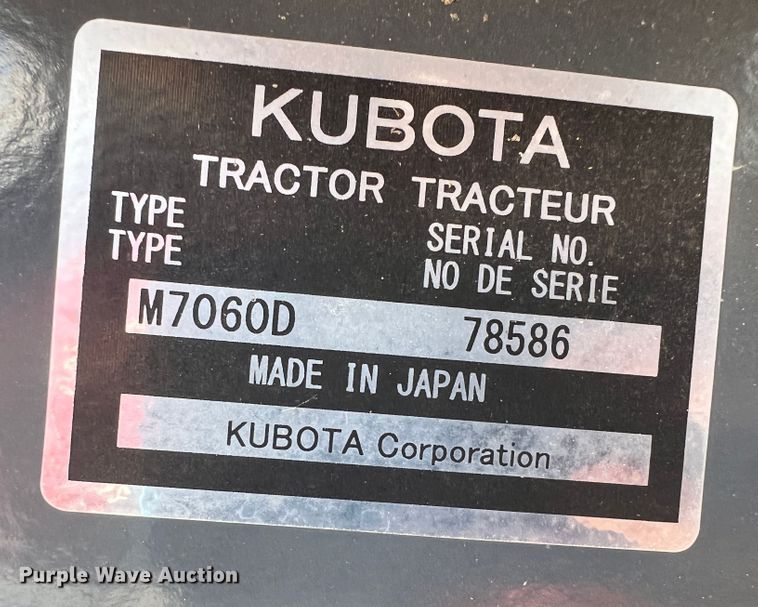 KUBOTA
TRACTOR TRACTEUR
TYPE
TYPE
SERIAL NO.
NO DE SERIE
M7060D 78586
MADE IN JAPAN
KUBOTA Corporation
Purple Wave Auction